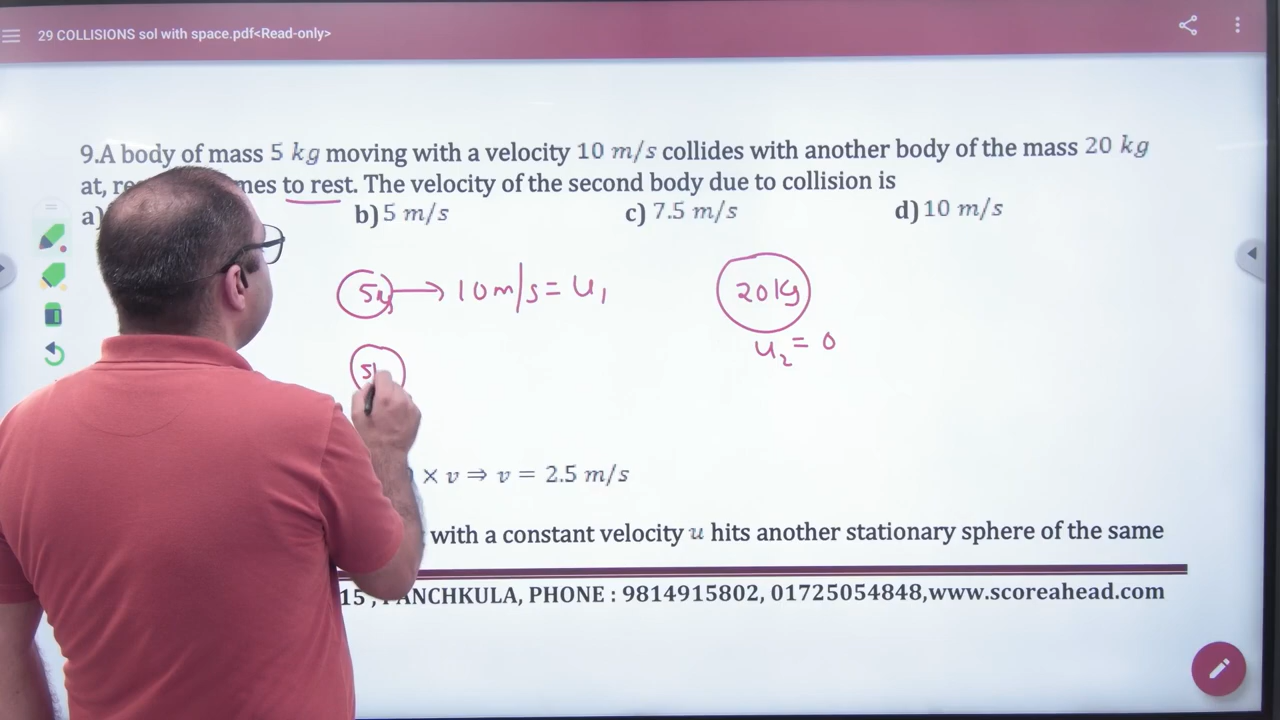 29 COLLISIONS sol with space.pdf<Read-only>
9.A body of mass 5 kg moving with a velocity 10 m/s collides with another body of the mass 20 kg
at, to rest. The velocity of the second body due to collision is
a) b) 5 m/s c) 7.5 m/s d) 10 m/s
10 m/s = u₁ 20 kg
u₂ = 0
× v ⇒ v = 2.5 m/s
with a constant velocity u hits another stationary sphere of the same
15 , PANCHKULA, PHONE : 9814915802, 01725054848,www.scoreahead.com